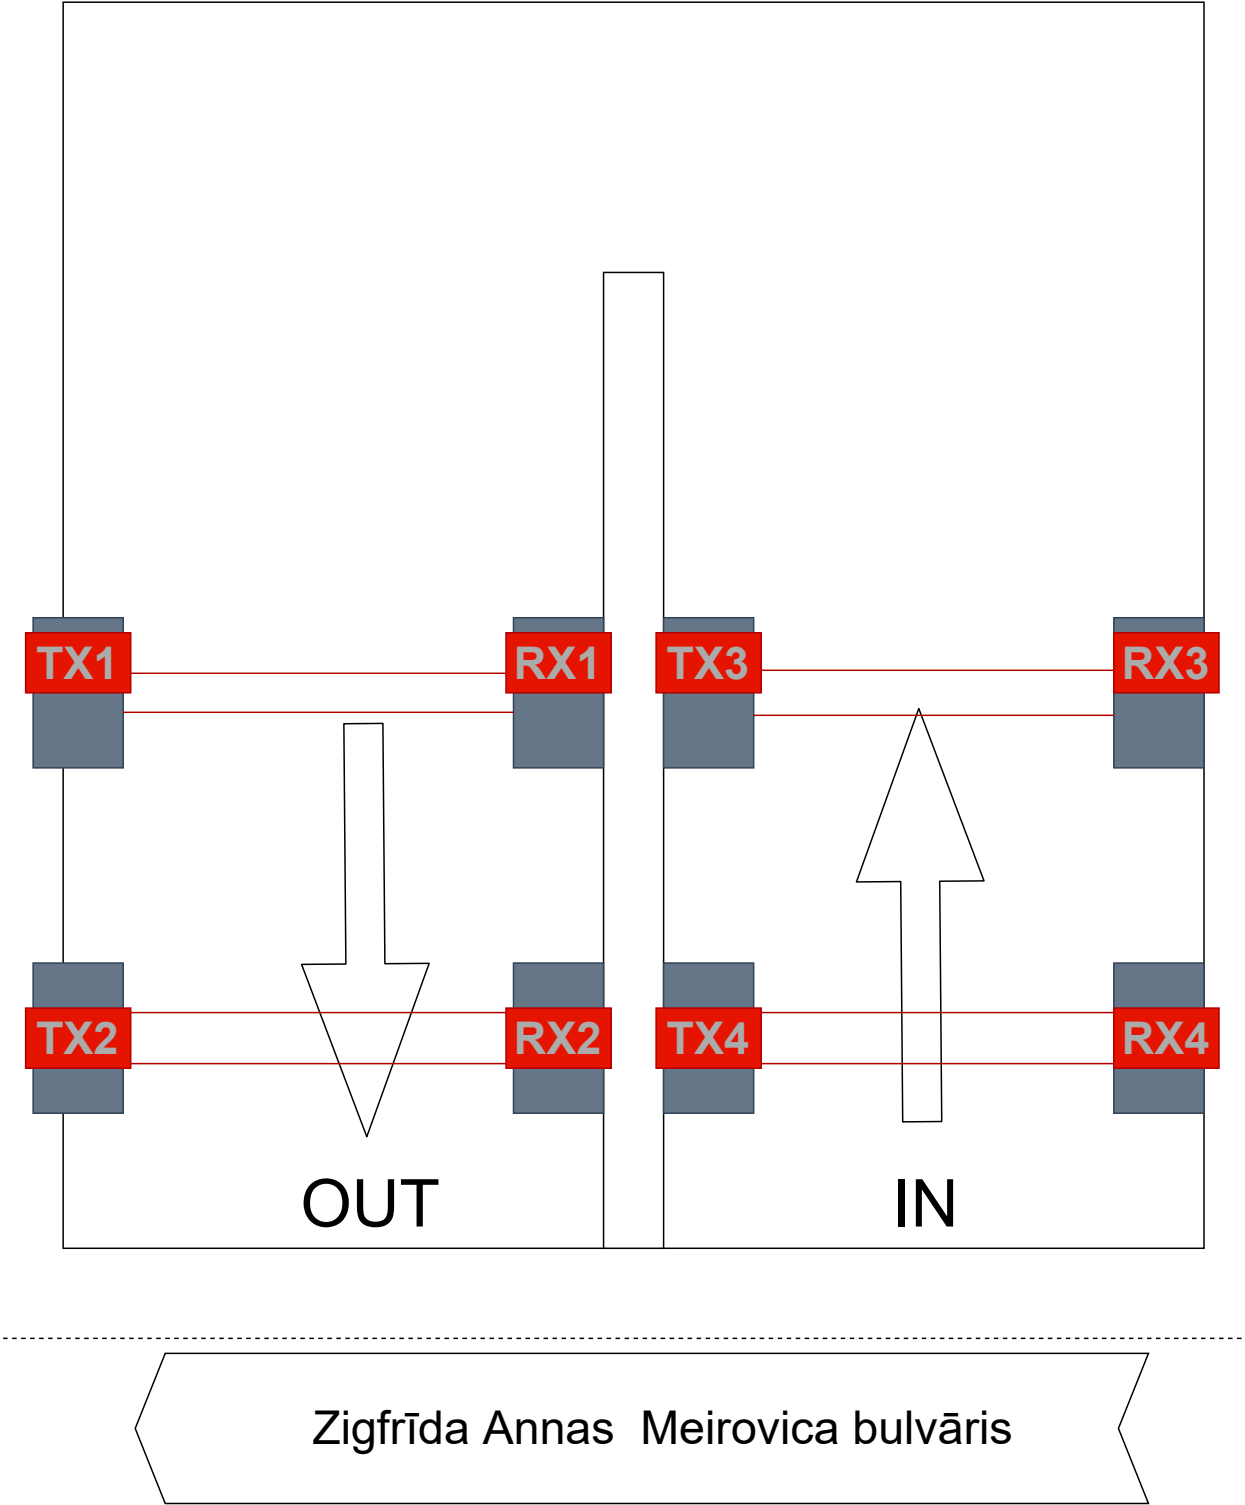 TX1
RX1
TX3
RX3
TX2
RX2
TX4
RX4
OUT
IN
Zigfrīda Annas  Meirovica bulvāris